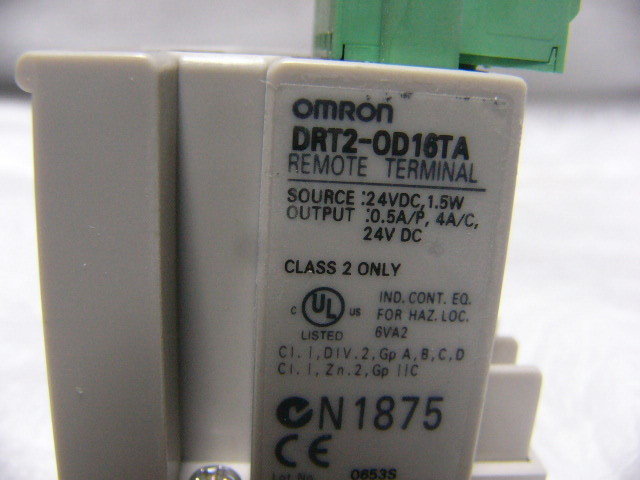 OMRON
DRT2-OD16TA
REMOTE TERMINAL
SOURCE :24VDC, 1.5W
OUTPUT :0.5A/P, 4A/C,
24V DC
CLASS 2 ONLY
C UL US
LISTED
IND. CONT. EQ.
FOR HAZ. LOC.
6VA2
Cl. I, DIV. 2, Gp A, B, C, D
Cl. I, Zn. 2, Gp IIC
N1875
CE
Lot No. 0653S